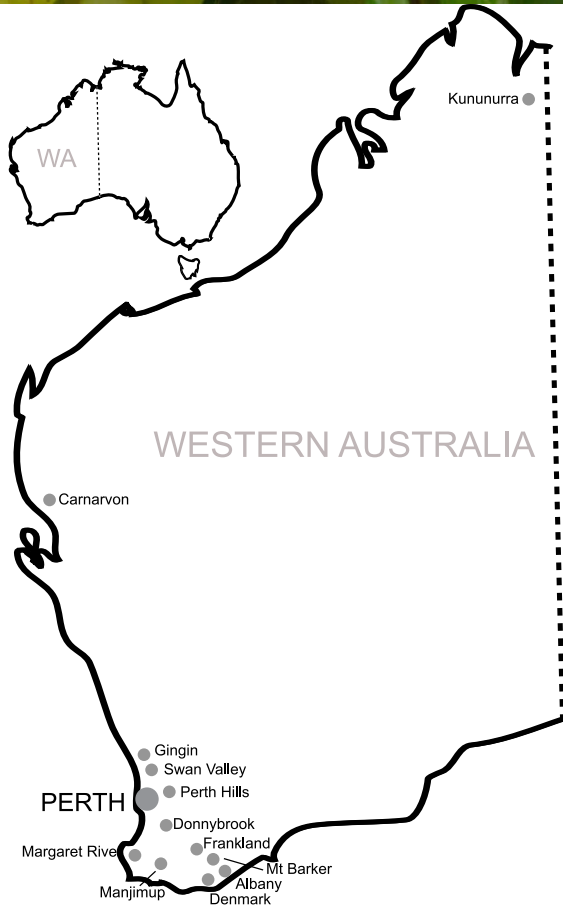 Kununurra
WA
WESTERN AUSTRALIA
Carnarvon
Gingin
Swan Valley
Perth Hills
PERTH
Donnybrook
Frankland
Margaret River
Mt Barker
Manjimup
Albany
Denmark